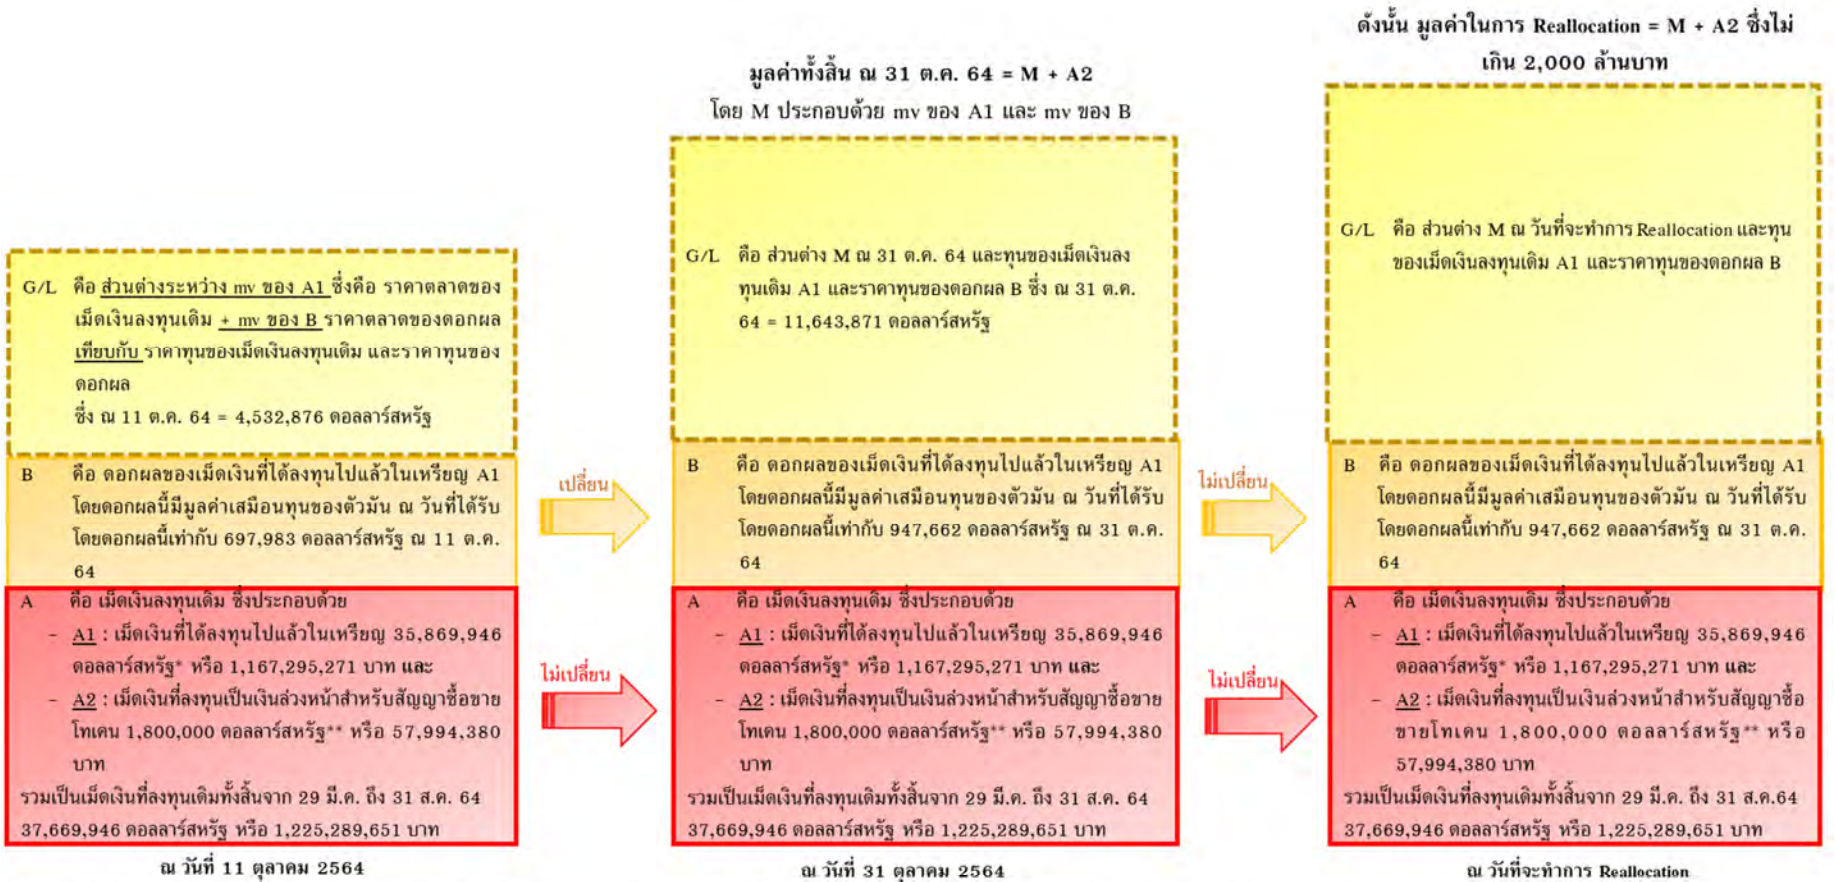 ดังนั้น มูลค่าในการ Reallocation = M + A2 ซึ่งไม่
เกิน 2,000 ล้านบาท
มูลค่าทั้งสิ้น ณ 31 ต.ค. 64 = M + A2
โดย M ประกอบด้วย mv ของ A1 และ mv ของ B
G/L คือ ส่วนต่างระหว่าง mv ของ A1 ซึ่งคือ ราคาตลาดของ
เม็ดเงินลงทุนเดิม + mv ของ B ราคาตลาดของดอกผล
เทียบกับ ราคาทุนของเม็ดเงินลงทุนเดิม และราคาทุนของ
ดอกผล
ซึ่ง ณ 11 ต.ค. 64 = 4,532,876 ดอลลาร์สหรัฐ
B คือ ดอกผลของเม็ดเงินที่ได้ลงทุนไปแล้วในเหรียญ A1
โดยดอกผลนี้มีมูลค่าเสมือนทุนของตัวมัน ณ วันที่ได้รับ
โดยดอกผลนี้เท่ากับ 697,983 ดอลลาร์สหรัฐ ณ 11 ต.ค.
64
A คือ เม็ดเงินลงทุนเดิม ซึ่งประกอบด้วย
- A1 : เม็ดเงินที่ได้ลงทุนไปแล้วในเหรียญ 35,869,946
ดอลลาร์สหรัฐ* หรือ 1,167,295,271 บาท และ
- A2 : เม็ดเงินที่ลงทุนเป็นเงินล่วงหน้าสำหรับสัญญาซื้อขาย
โทเคน 1,800,000 ดอลลาร์สหรัฐ** หรือ 57,994,380
บาท
รวมเป็นเม็ดเงินที่ลงทุนเดิมทั้งสิ้นจาก 29 มี.ค. ถึง 31 ส.ค. 64
37,669,946 ดอลลาร์สหรัฐ หรือ 1,225,289,651 บาท
ณ วันที่ 11 ตุลาคม 2564
เปลี่ยน
ไม่เปลี่ยน
G/L คือ ส่วนต่าง M ณ 31 ต.ค. 64 และทุนของเม็ดเงินลง
ทุนเดิม A1 และราคาทุนของดอกผล B ซึ่ง ณ 31 ต.ค.
64 = 11,643,871 ดอลลาร์สหรัฐ
B คือ ดอกผลของเม็ดเงินที่ได้ลงทุนไปแล้วในเหรียญ A1
โดยดอกผลนี้มีมูลค่าเสมือนทุนของตัวมัน ณ วันที่ได้รับ
โดยดอกผลนี้เท่ากับ 947,662 ดอลลาร์สหรัฐ ณ 31 ต.ค.
64
A คือ เม็ดเงินลงทุนเดิม ซึ่งประกอบด้วย
- A1 : เม็ดเงินที่ได้ลงทุนไปแล้วในเหรียญ 35,869,946
ดอลลาร์สหรัฐ* หรือ 1,167,295,271 บาท และ
- A2 : เม็ดเงินที่ลงทุนเป็นเงินล่วงหน้าสำหรับสัญญาซื้อขาย
โทเคน 1,800,000 ดอลลาร์สหรัฐ** หรือ 57,994,380
บาท
รวมเป็นเม็ดเงินที่ลงทุนเดิมทั้งสิ้นจาก 29 มี.ค. ถึง 31 ส.ค. 64
37,669,946 ดอลลาร์สหรัฐ หรือ 1,225,289,651 บาท
ณ วันที่ 31 ตุลาคม 2564
ไม่เปลี่ยน
ไม่เปลี่ยน
G/L คือ ส่วนต่าง M ณ วันที่จะทำการ Reallocation และทุน
ของเม็ดเงินลงทุนเดิม A1 และราคาทุนของดอกผล B
B คือ ดอกผลของเม็ดเงินที่ได้ลงทุนไปแล้วในเหรียญ A1
โดยดอกผลนี้มีมูลค่าเสมือนทุนของตัวมัน ณ วันที่ได้รับ
โดยดอกผลนี้เท่ากับ 947,662 ดอลลาร์สหรัฐ ณ 31 ต.ค.
64
A คือ เม็ดเงินลงทุนเดิม ซึ่งประกอบด้วย
- A1 : เม็ดเงินที่ได้ลงทุนไปแล้วในเหรียญ 35,869,946
ดอลลาร์สหรัฐ* หรือ 1,167,295,271 บาท และ
- A2 : เม็ดเงินที่ลงทุนเป็นเงินล่วงหน้าสำหรับสัญญาซื้อ
ขายโทเคน 1,800,000 ดอลลาร์สหรัฐ** หรือ
57,994,380 บาท
รวมเป็นเม็ดเงินที่ลงทุนเดิมทั้งสิ้นจาก 29 มี.ค. ถึง 31 ส.ค.64
37,669,946 ดอลลาร์สหรัฐ หรือ 1,225,289,651 บาท
ณ วันที่จะทำการ Reallocation